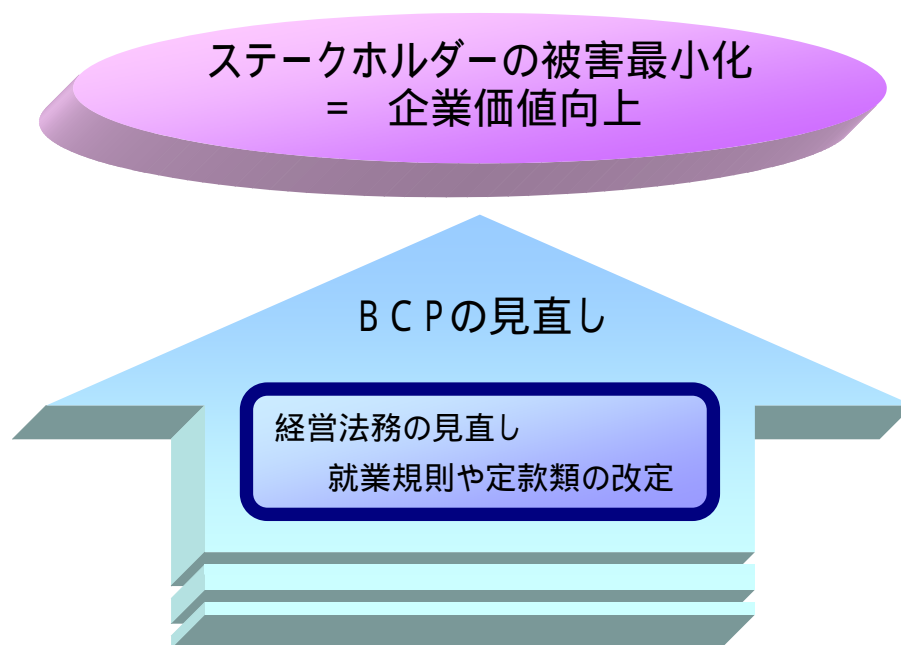 ステークホルダーの被害最小化
= 企業価値向上
BCPの見直し
経営法務の見直し
就業規則や定款類の改定